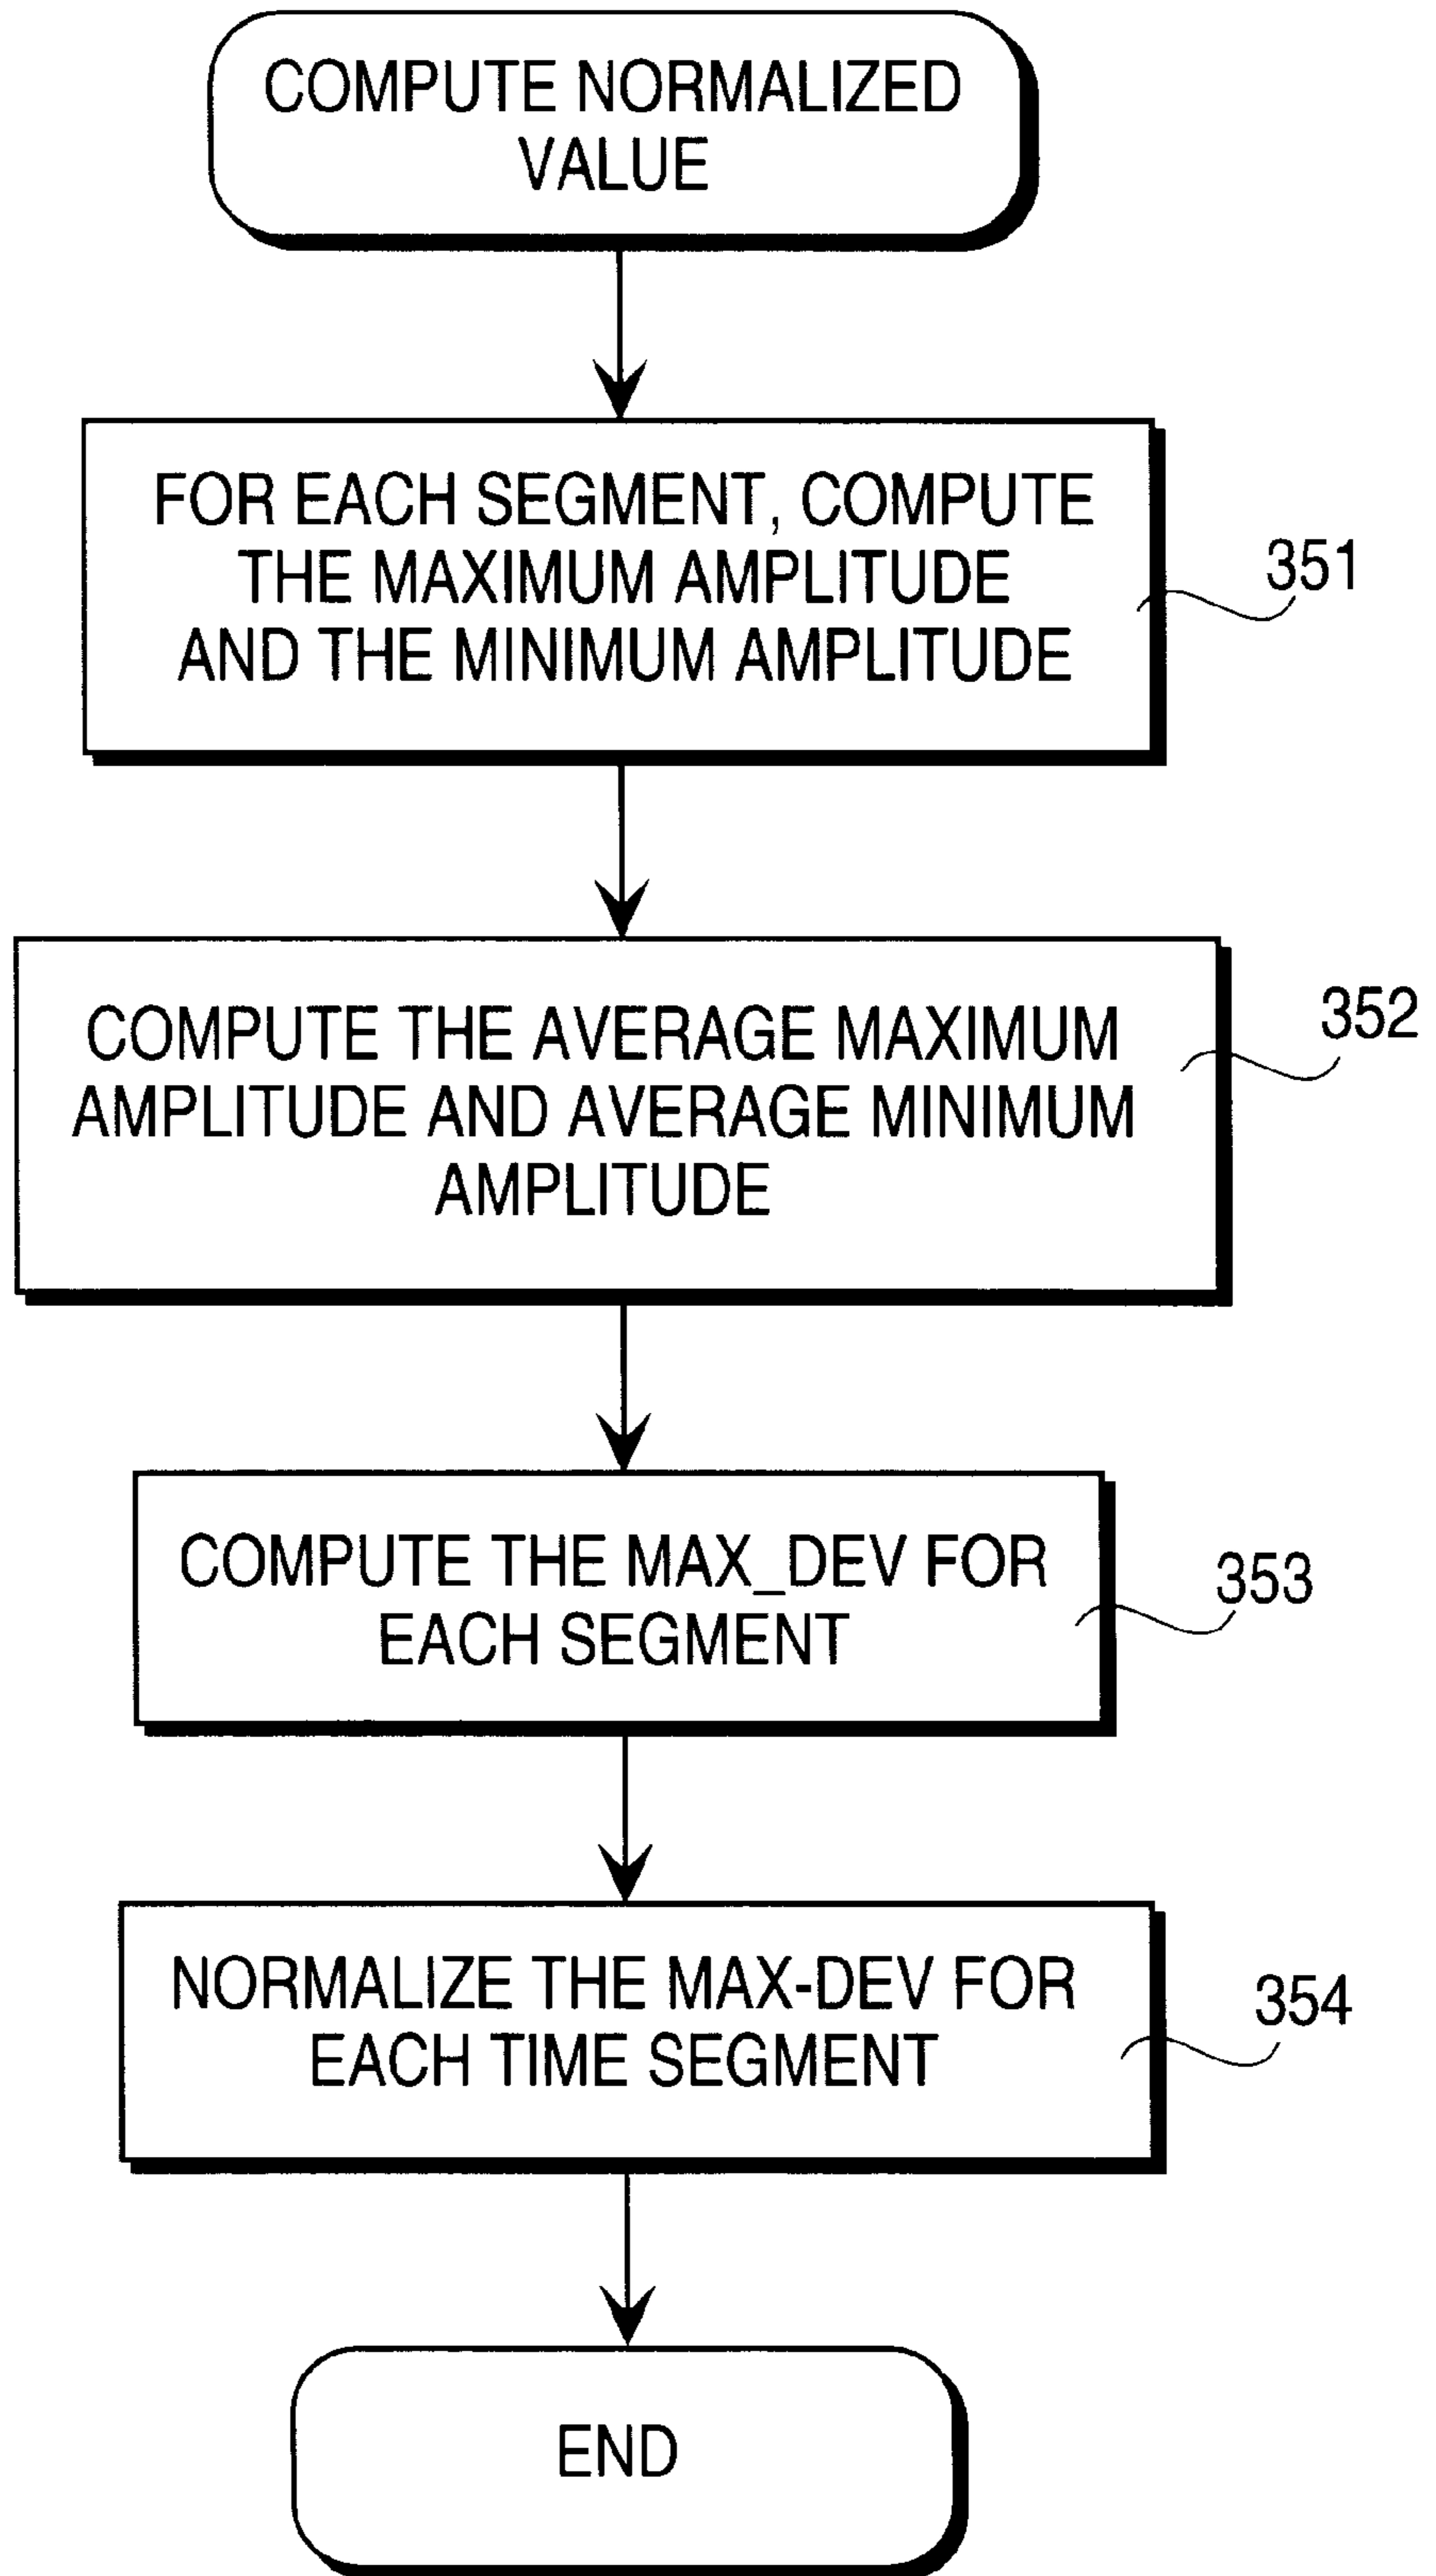 COMPUTE NORMALIZED
VALUE
FOR EACH SEGMENT, COMPUTE
THE MAXIMUM AMPLITUDE
AND THE MINIMUM AMPLITUDE
351
COMPUTE THE AVERAGE MAXIMUM
AMPLITUDE AND AVERAGE MINIMUM
AMPLITUDE
352
COMPUTE THE MAX_DEV FOR
EACH SEGMENT
353
NORMALIZE THE MAX-DEV FOR
EACH TIME SEGMENT
354
END